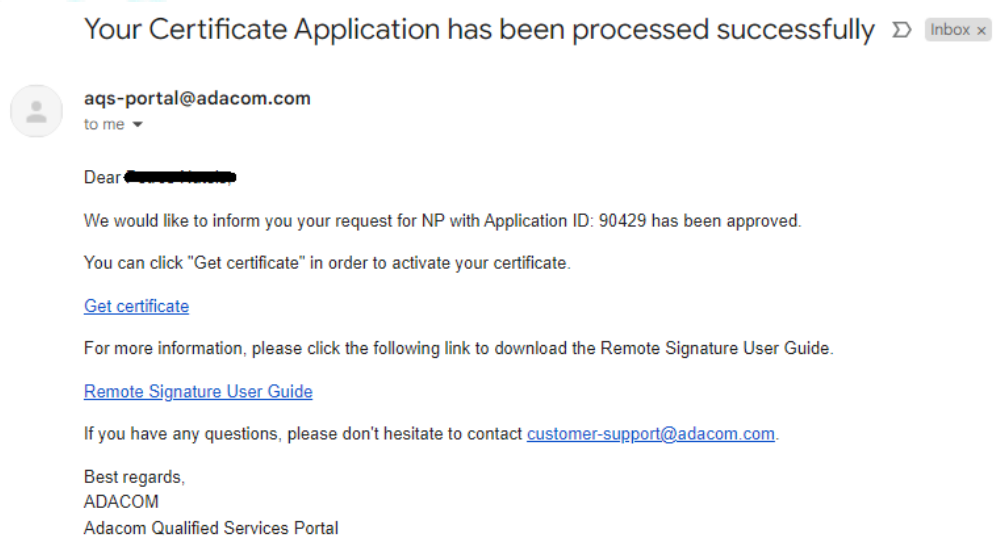 Your Certificate Application has been processed successfully
Inbox x
aqs-portal@adacom.com
to me
Dear
We would like to inform you your request for NP with Application ID: 90429 has been approved.
You can click "Get certificate" in order to activate your certificate.
Get certificate
For more information, please click the following link to download the Remote Signature User Guide.
Remote Signature User Guide
If you have any questions, please don't hesitate to contact customer-support@adacom.com.
Best regards,
ADACOM
Adacom Qualified Services Portal